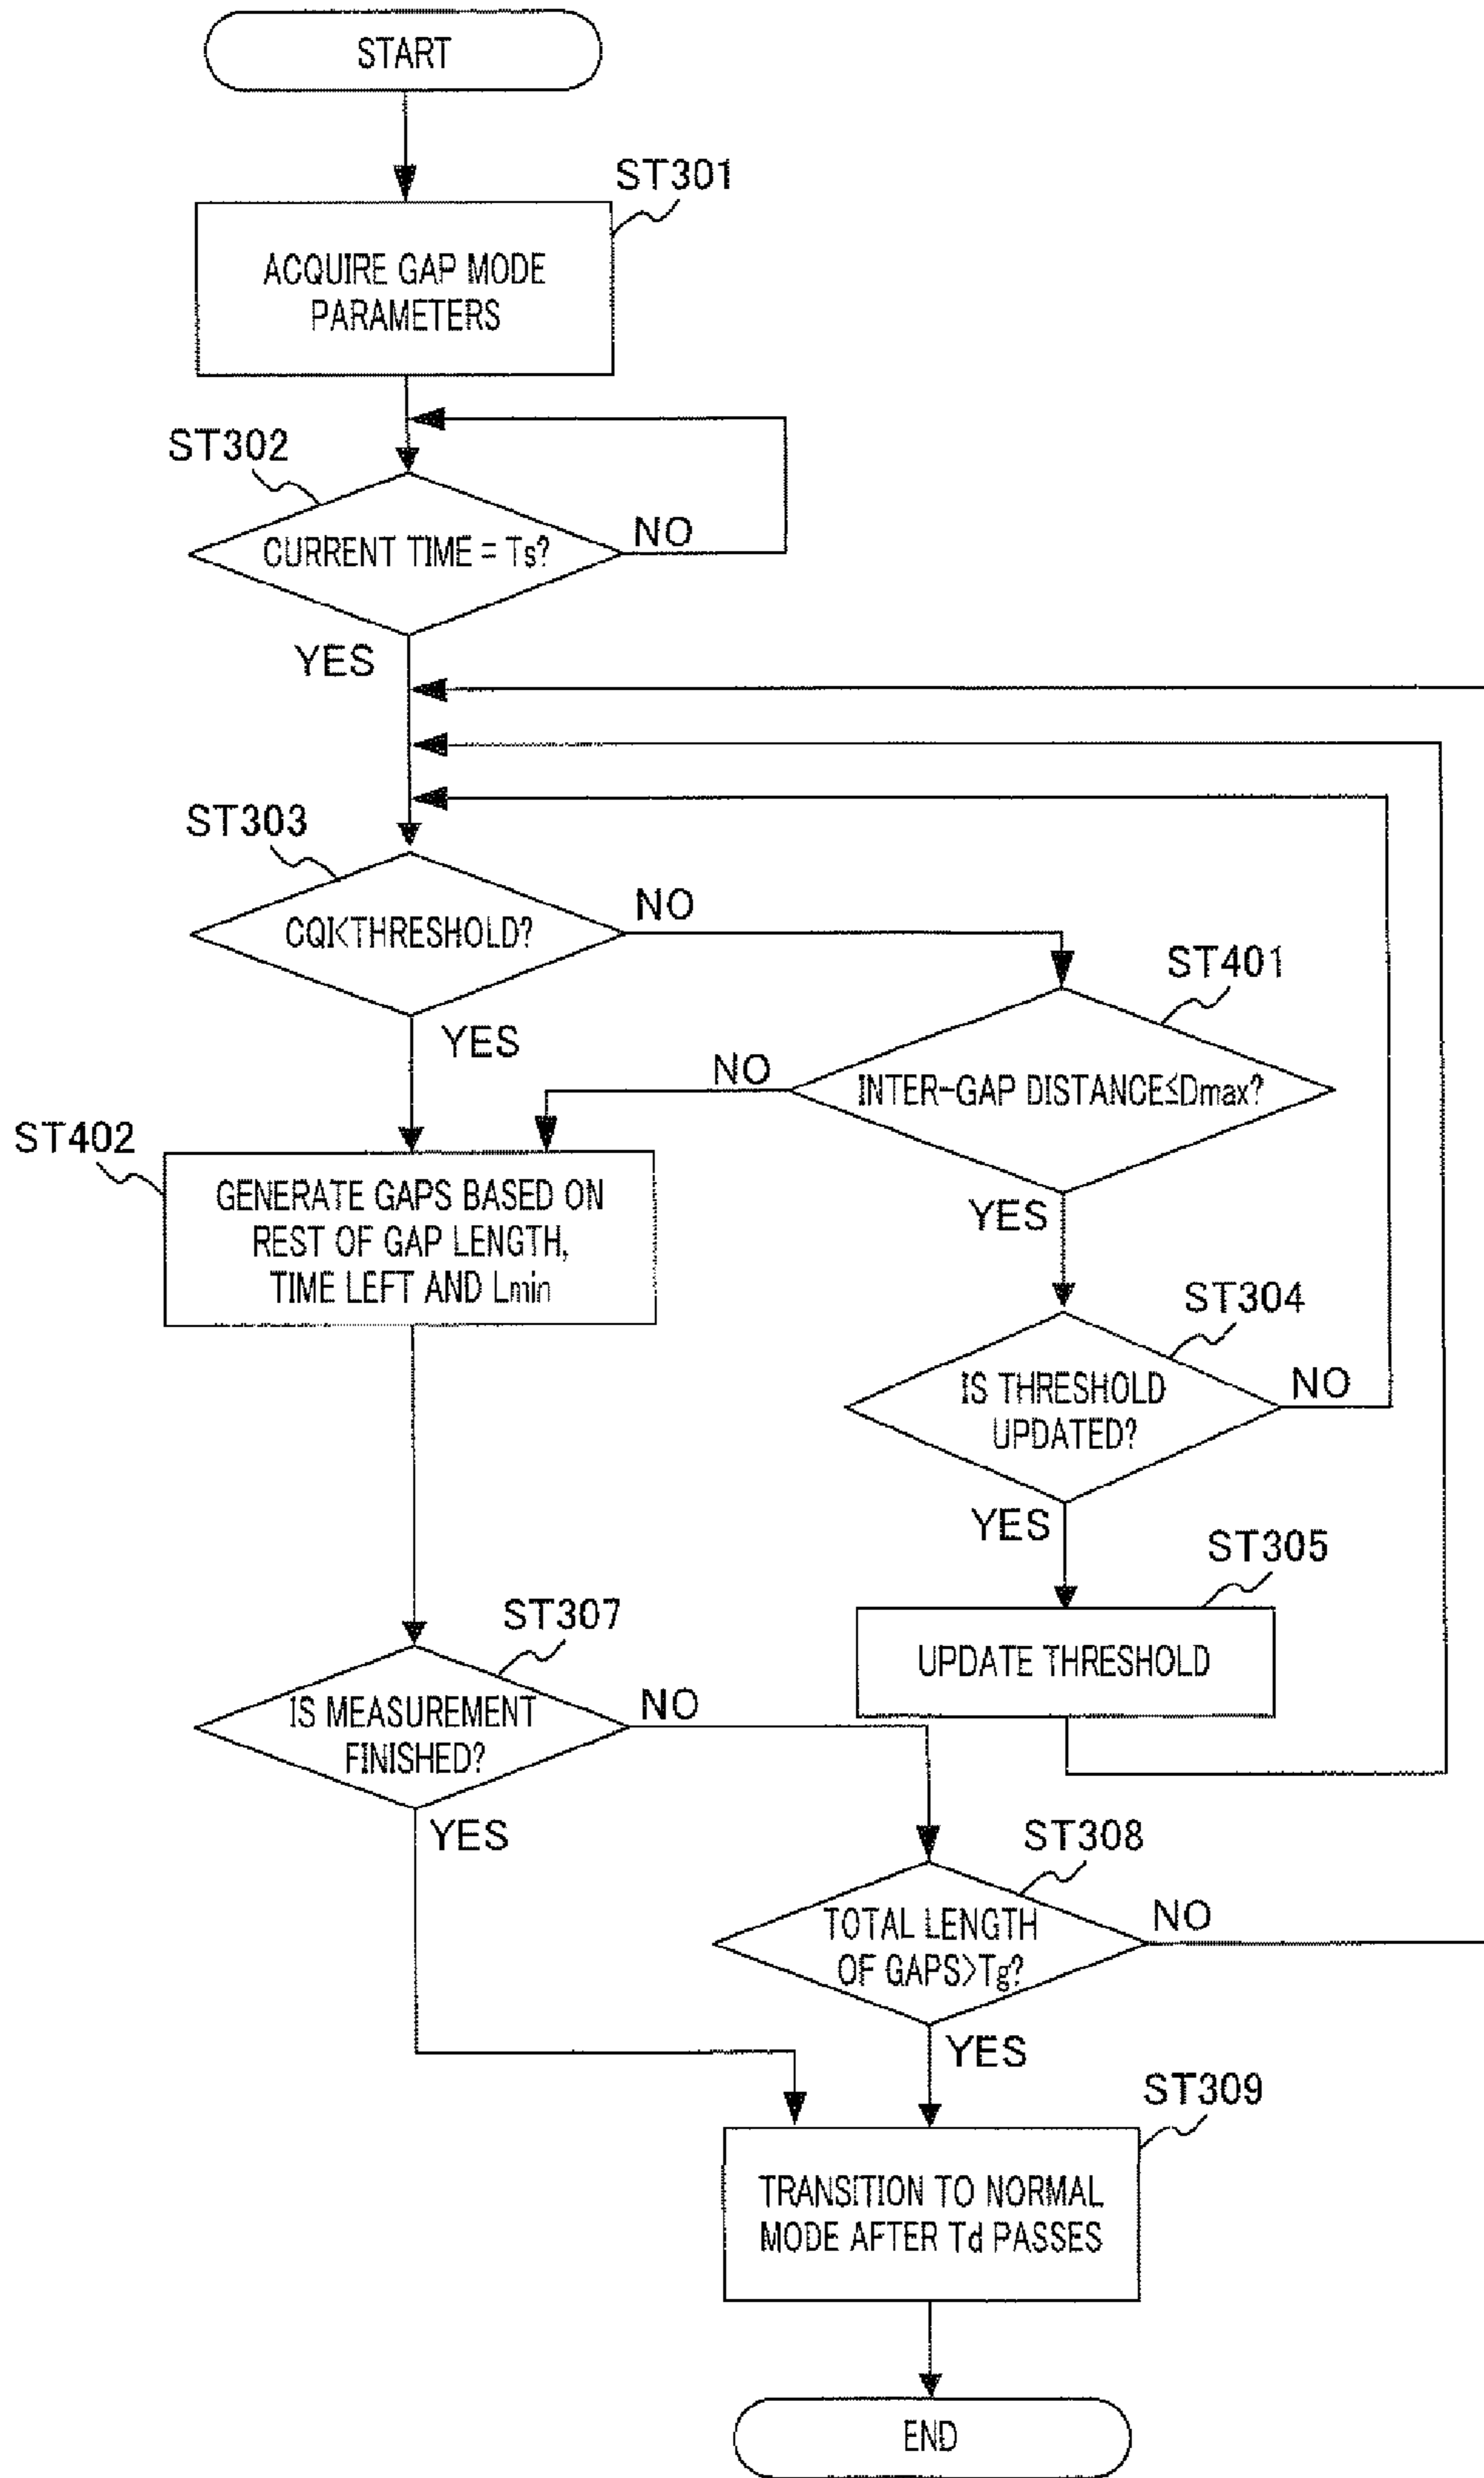 START
ST301
ACQUIRE GAP MODE
PARAMETERS
ST302
CURRENT TIME = Ts?
NO
YES
ST303
CQI<THRESHOLD?
NO
YES
ST401
INTER-GAP DISTANCE≦Dmax?
NO
YES
ST402
GENERATE GAPS BASED ON
REST OF GAP LENGTH,
TIME LEFT AND Lmin
ST304
IS THRESHOLD
UPDATED?
NO
YES
ST305
UPDATE THRESHOLD
ST307
IS MEASUREMENT
FINISHED?
NO
YES
ST308
TOTAL LENGTH
OF GAPS>Tg?
NO
YES
ST309
TRANSITION TO NORMAL
MODE AFTER Td PASSES
END